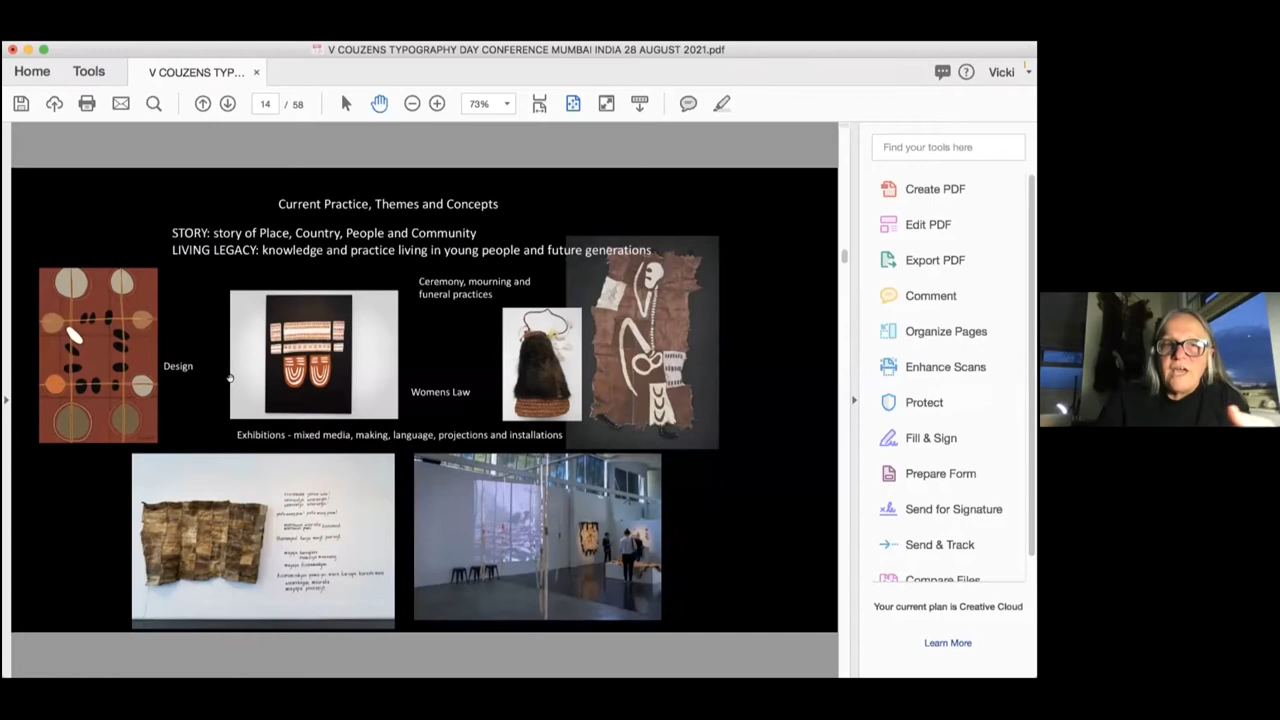 V COUZENS TYPOGRAPHY DAY CONFERENCE MUMBAI INDIA 28 AUGUST 2021.pdf
Home
Tools
V COUZENS TYP...
Vicki
14 / 58
73%
Current Practice, Themes and Concepts
STORY: story of Place, Country, People and Community
LIVING LEGACY: knowledge and practice living in young people and future generations
Ceremony, mourning and
funeral practices
Design
Womens Law
Exhibitions - mixed media, making, language, projections and installations
Find your tools here
Create PDF
Edit PDF
Export PDF
Comment
Organize Pages
Enhance Scans
Protect
Fill & Sign
Prepare Form
Send for Signature
Send & Track
Compare Files
Your current plan is Creative Cloud
Learn More